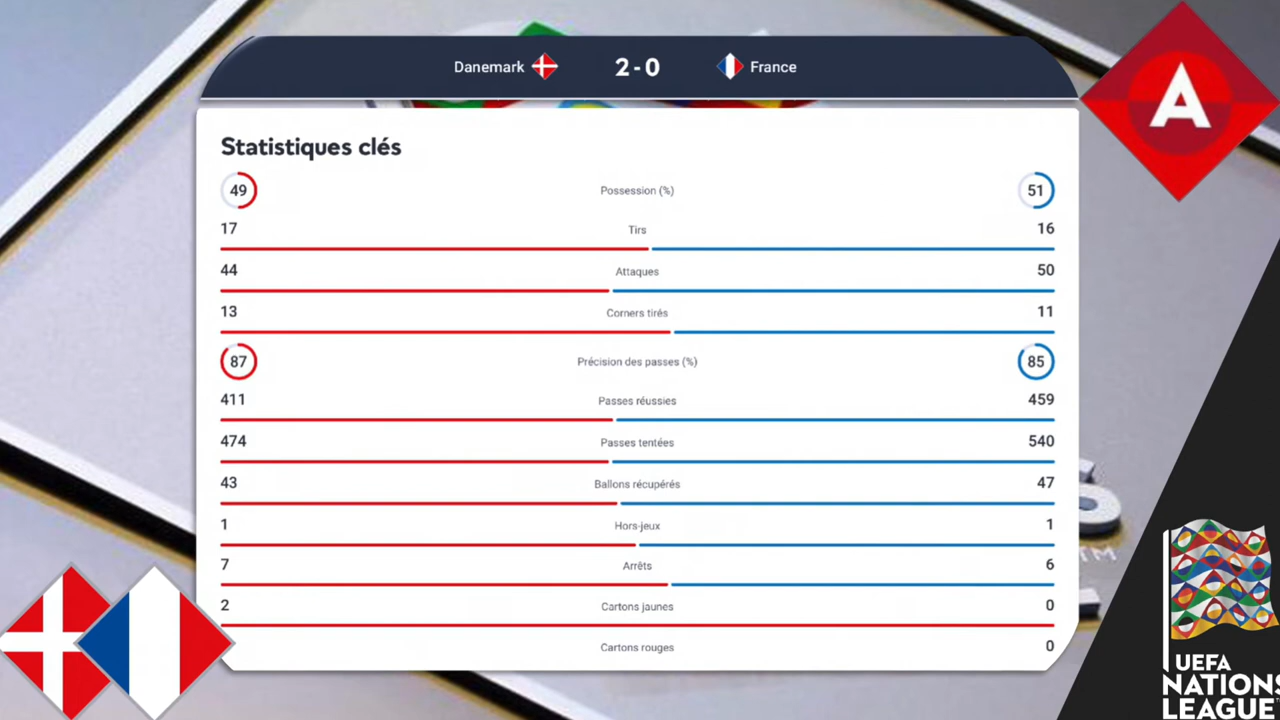 Danemark 2 - 0 France
A
Statistiques clés
49 Possession (%) 51
17 Tirs 16
44 Attaques 50
13 Corners tirés 11
87 Précision des passes (%) 85
411 Passes réussies 459
474 Passes tentées 540
43 Ballons récupérés 47
1 Hors-jeux 1
7 Arrêts 6
2 Cartons jaunes 0
Cartons rouges 0
UEFA
NATIONS
LEAGUE